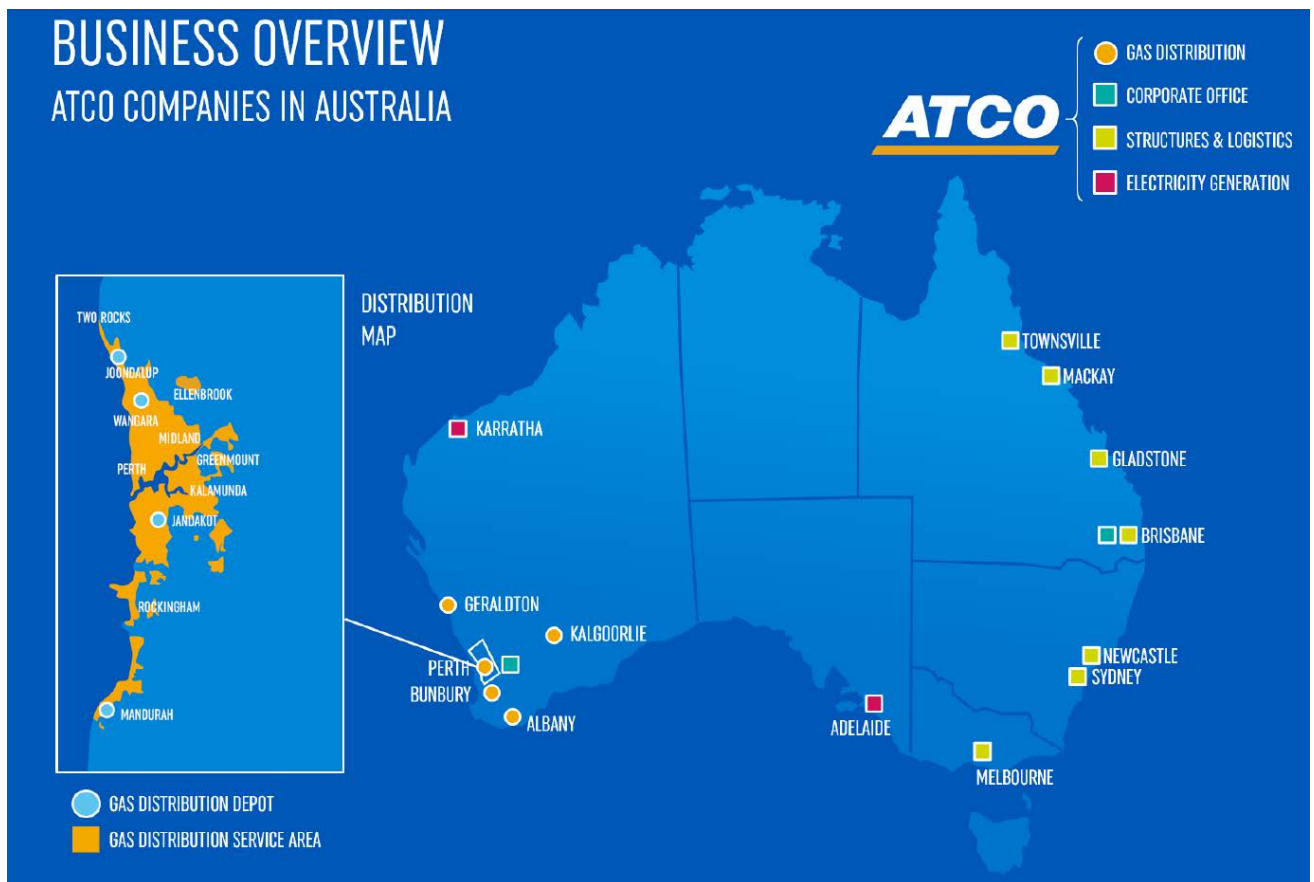 BUSINESS OVERVIEW
ATCO COMPANIES IN AUSTRALIA
ATCO
GAS DISTRIBUTION
CORPORATE OFFICE
STRUCTURES & LOGISTICS
ELECTRICITY GENERATION
DISTRIBUTION
MAP
TWO ROCKS
JOONDALUP
ELLENBROOK
WANGARA
MIDLAND
GREENMOUNT
PERTH
KALAMUNDA
JANDAKOT
ROCKINGHAM
MANDURAH
GAS DISTRIBUTION DEPOT
GAS DISTRIBUTION SERVICE AREA
TOWNSVILLE
MACKAY
KARRATHA
GLADSTONE
BRISBANE
GERALDTON
KALGOORLIE
PERTH
BUNBURY
ALBANY
NEWCASTLE
SYDNEY
ADELAIDE
MELBOURNE